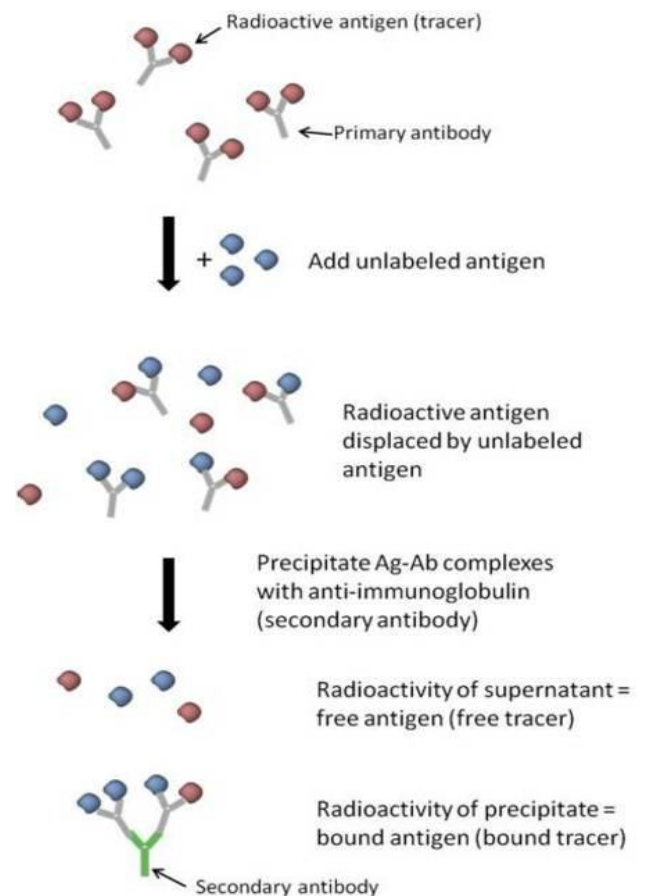 Radioactive antigen (tracer)
Primary antibody
+
Add unlabeled antigen
Radioactive antigen
displaced by unlabeled
antigen
Precipitate Ag-Ab complexes
with anti-immunoglobulin
(secondary antibody)
Radioactivity of supernatant =
free antigen (free tracer)
Radioactivity of precipitate =
bound antigen (bound tracer)
Secondary antibody